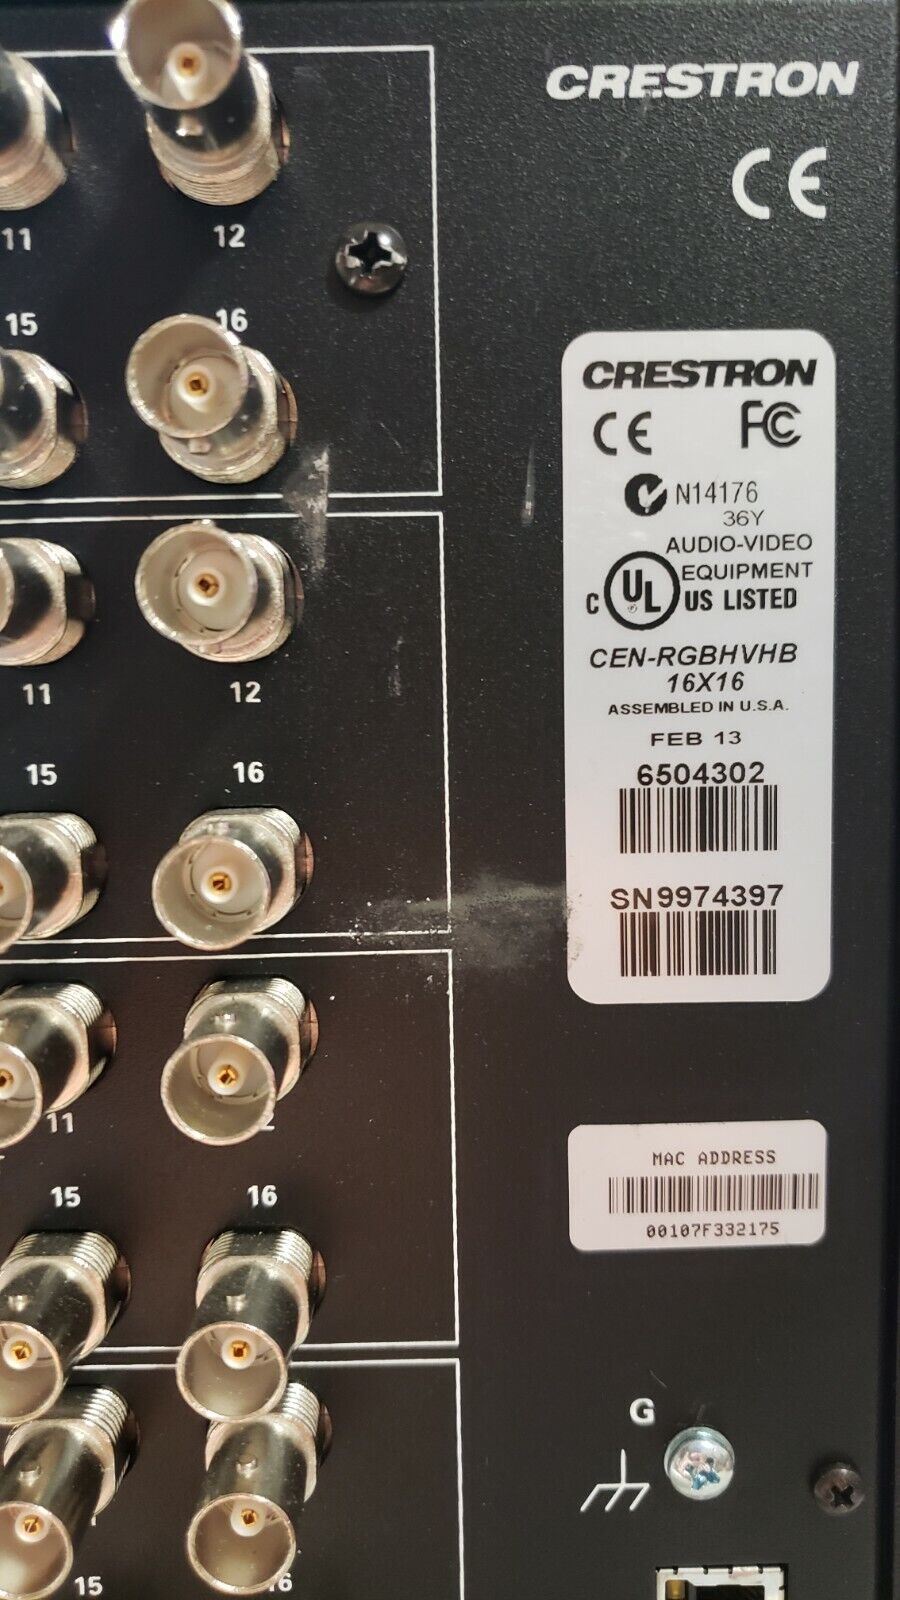 CRESTRON
CE
11 12
15 16
CRESTRON
CE FC
N14176
36Y
AUDIO-VIDEO
EQUIPMENT
C UL US LISTED
CEN-RGBHVHB
16X16
ASSEMBLED IN U.S.A.
FEB 13
6504302
SN9974397
11 12
15 16
11
15 16
MAC ADDRESS
00107F332175
G
15